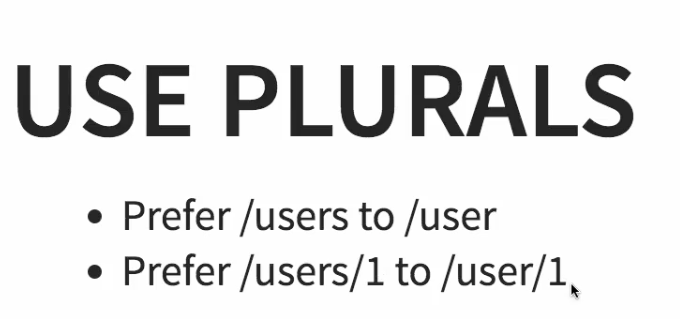 USE PLURALS
• Prefer /users to /user
• Prefer /users/1 to /user/1